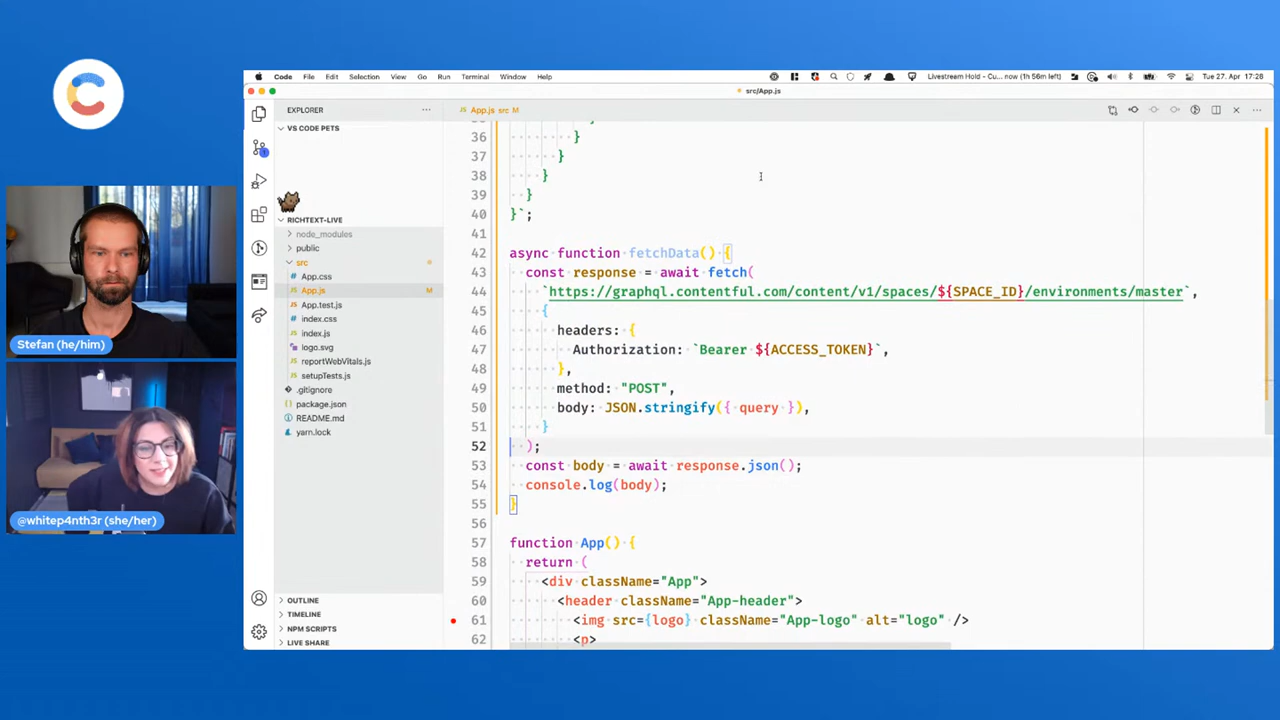 Code File Edit Selection View Go Run Terminal Window Help
Livestream Hold - Cu... now (1h 56m left) Tue 27. Apr 17:28
src/App.js
EXPLORER
App.js src M
VS CODE PETS
RICHTEXT-LIVE
node_modules
public
src
App.css
App.js M
App.test.js
index.css
index.js
logo.svg
reportWebVitals.js
setupTests.js
.gitignore
package.json
README.md
yarn.lock
OUTLINE
TIMELINE
NPM SCRIPTS
LIVE SHARE
36 }
37 }
38 }
39 }
40 }`;
41
42 async function fetchData() {
43 const response = await fetch(
44 `https://graphql.contentful.com/content/v1/spaces/${SPACE_ID}/environments/master`,
45 {
46 headers: {
47 Authorization: `Bearer ${ACCESS_TOKEN}`,
48 },
49 method: "POST",
50 body: JSON.stringify({ query }),
51 }
52 );
53 const body = await response.json();
54 console.log(body);
55 }
56
57 function App() {
58 return (
59 <div className="App">
60 <header className="App-header">
61 <img src={logo} className="App-logo" alt="logo" />
62 <p>
Stefan (he/him)
@whitep4nth3r (she/her)